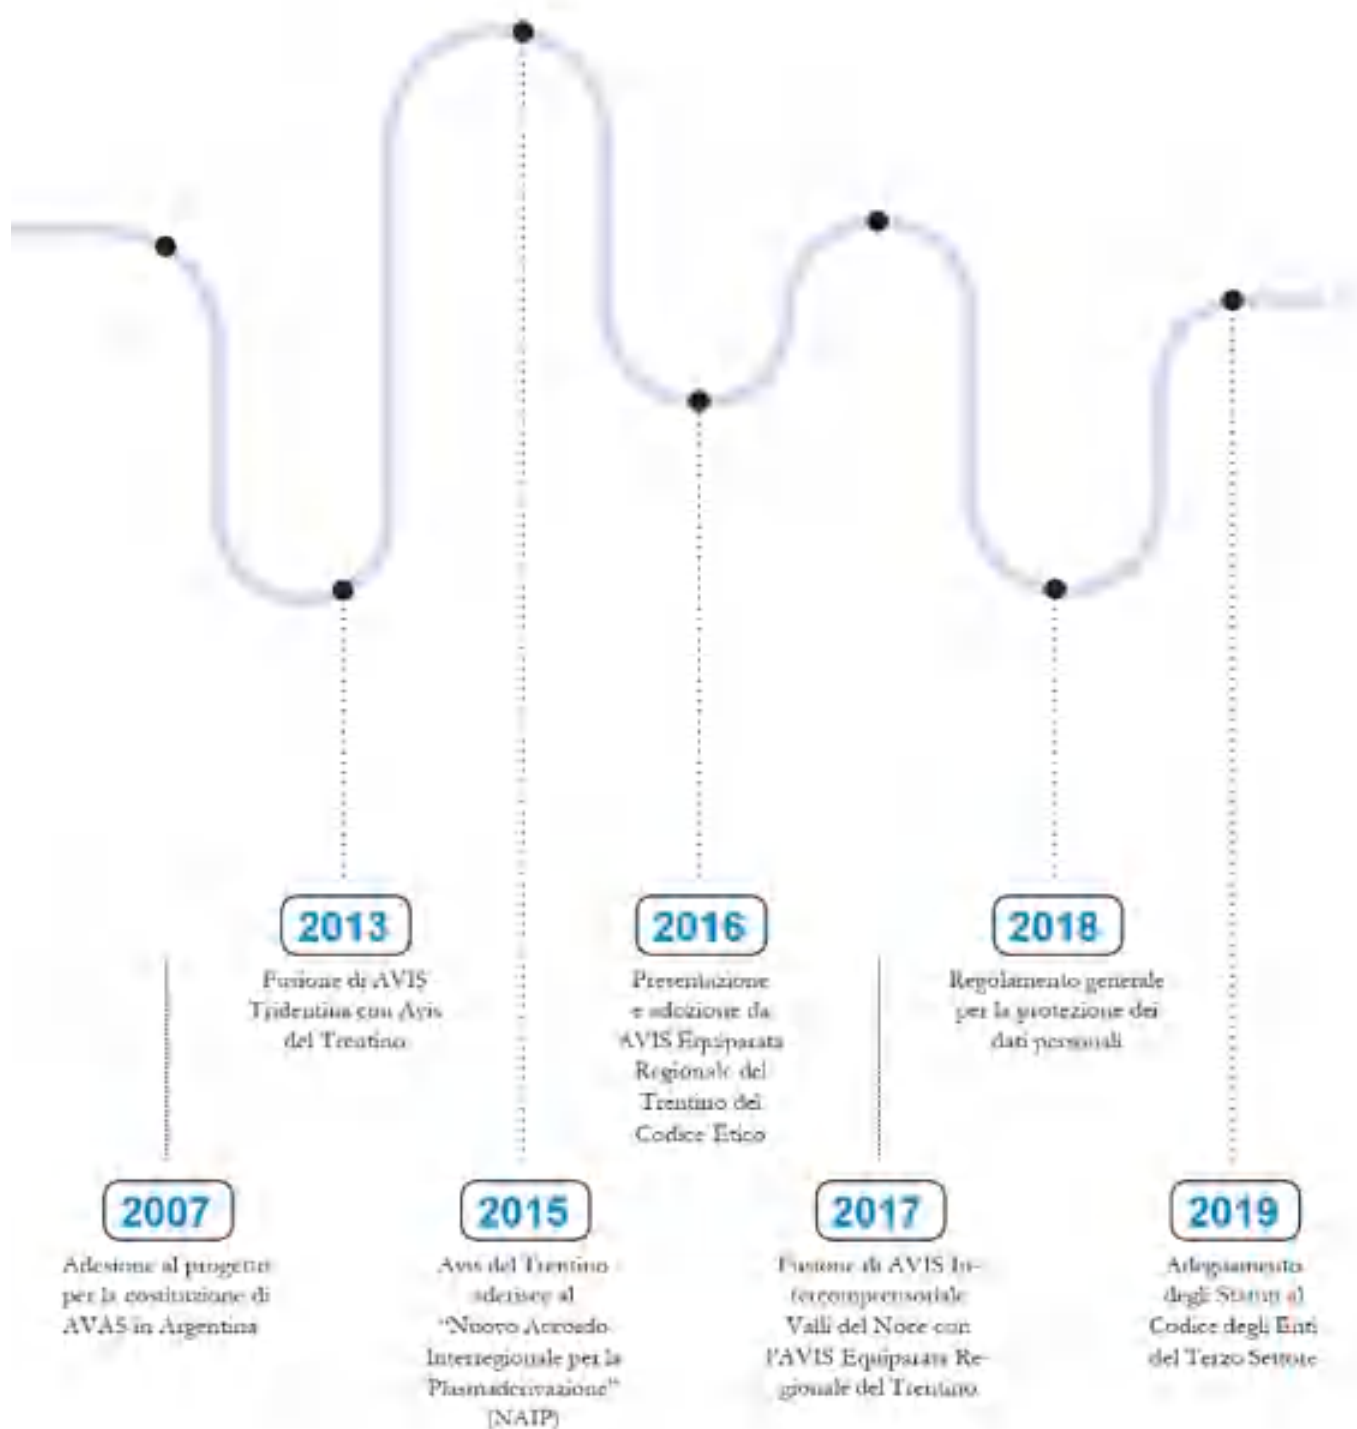 2013
Fusione di AVIS
Tridentina con Avis
del Trentino
2016
Presentazione
e adozione da
AVIS Equiparata
Regionale del
Trentino del
Codice Etico
2018
Regolamento generale
per la protezione dei
dati personali
2007
Adesione al progetto
per la costituzione di
AVAS in Argentina
2015
Avis del Trentino
aderisce al
“Nuovo Accordo
Interregionale per la
Plasmaderivazione”
(NAIP)
2017
Fusione di AVIS In-
tercomprensoriale
Valli del Noce con
l’AVIS Equiparata Re-
gionale del Trentino
2019
Adeguamento
degli Statuti al
Codice degli Enti
del Terzo Settore